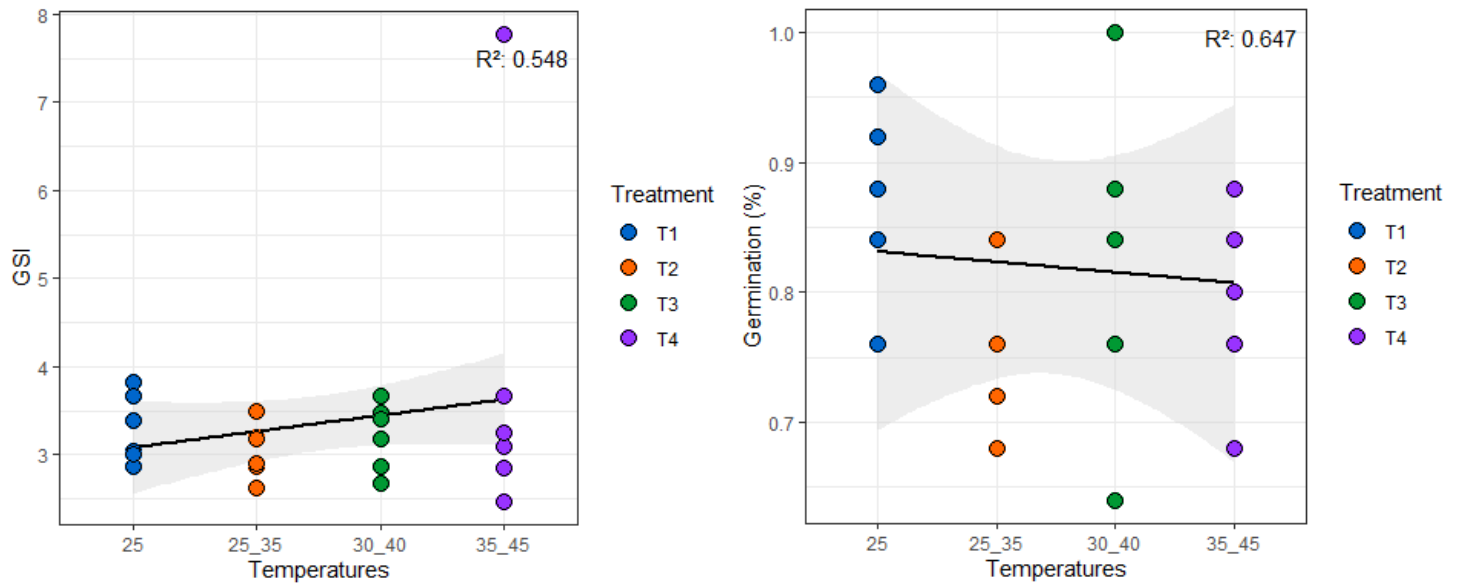 8
7
6
5
4
3
GSI
R²: 0.548
25
25_35
30_40
35_45
Temperatures
Treatment
T1
T2
T3
T4
1.0
0.9
0.8
0.7
Germination (%)
R²: 0.647
25
25_35
30_40
35_45
Temperatures
Treatment
T1
T2
T3
T4